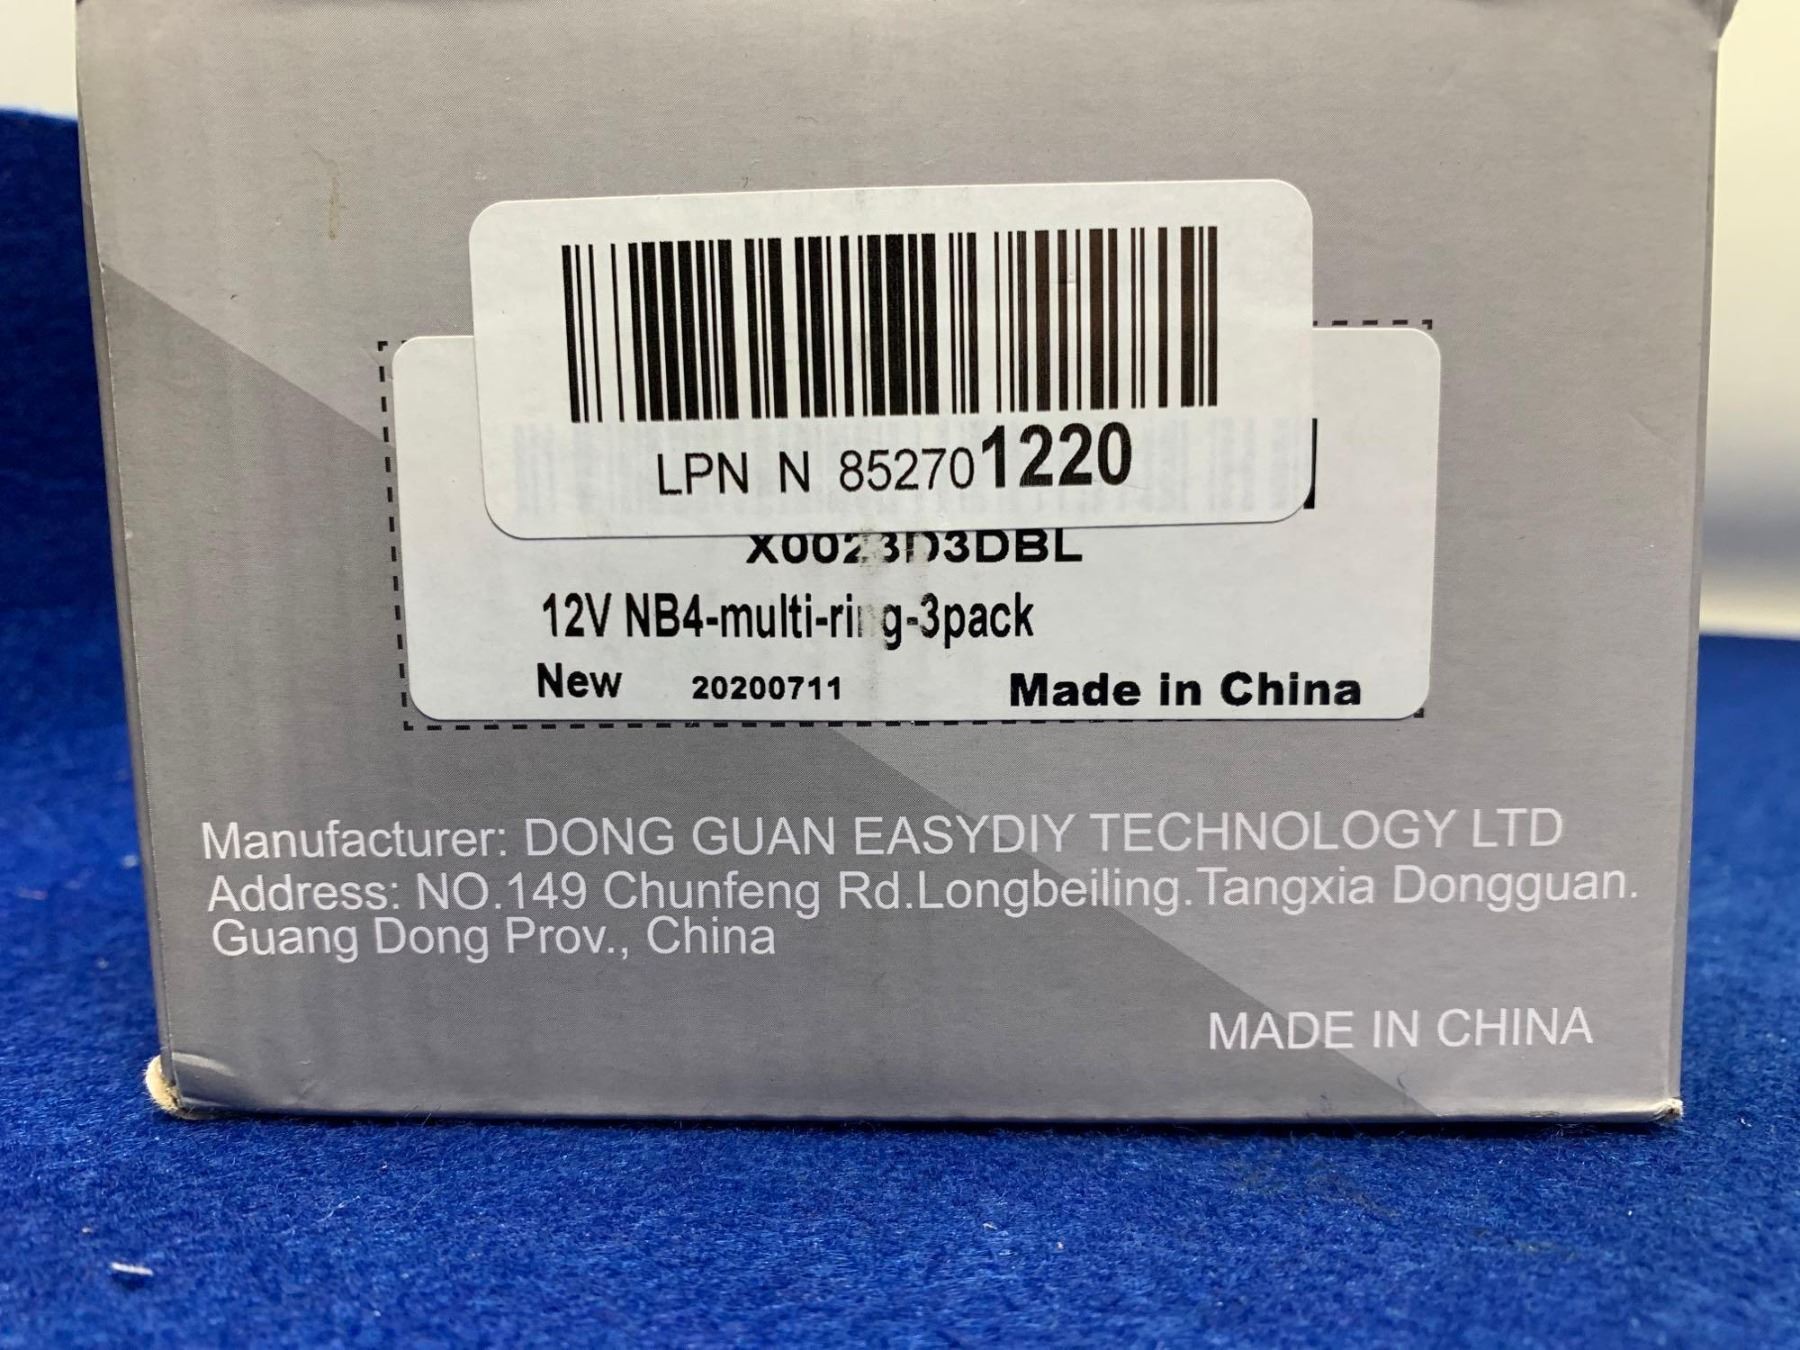 LPN N 852701220
X0023D3DBL
12V NB4-multi-ring-3pack
New 20200711 Made in China
Manufacturer: DONG GUAN EASYDIY TECHNOLOGY LTD
Address: NO.149 Chunfeng Rd.Longbeiling.Tangxia Dongguan.
Guang Dong Prov., China
MADE IN CHINA